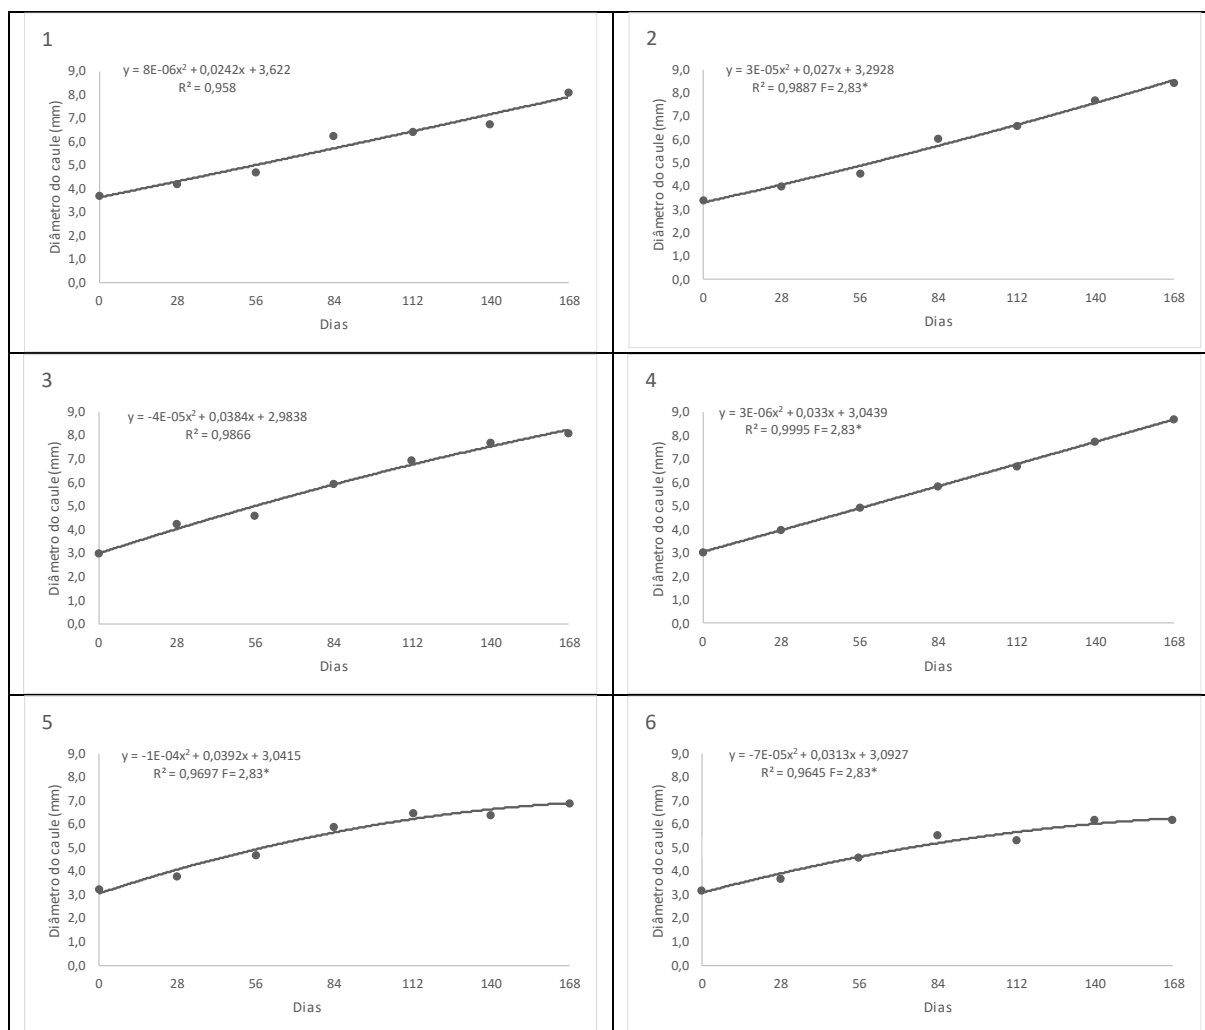 1
y = 8E-06x² + 0,0242x + 3,622
R² = 0,958
Diâmetro do caule (mm)
9,0
8,0
7,0
6,0
5,0
4,0
3,0
2,0
1,0
0,0
0 28 56 84 112 140 168
Dias
2
y = 3E-05x² + 0,027x + 3,2928
R² = 0,9887 F= 2,83*
Diâmetro do caule (mm)
9,0
8,0
7,0
6,0
5,0
4,0
3,0
2,0
1,0
0,0
0 28 56 84 112 140 168
Dias
3
y = -4E-05x² + 0,0384x + 2,9838
R² = 0,9866
Diâmetro do caule (mm)
9,0
8,0
7,0
6,0
5,0
4,0
3,0
2,0
1,0
0,0
0 28 56 84 112 140 168
Dias
4
y = 3E-06x² + 0,033x + 3,0439
R² = 0,9995 F= 2,83*
Diâmetro do caule (mm)
9,0
8,0
7,0
6,0
5,0
4,0
3,0
2,0
1,0
0,0
0 28 56 84 112 140 168
Dias
5
y = -1E-04x² + 0,0392x + 3,0415
R² = 0,9697 F= 2,83*
Diâmetro do caule (mm)
9,0
8,0
7,0
6,0
5,0
4,0
3,0
2,0
1,0
0,0
0 28 56 84 112 140 168
Dias
6
y = -7E-05x² + 0,0313x + 3,0927
R² = 0,9645 F= 2,83*
Diâmetro do caule (mm)
9,0
8,0
7,0
6,0
5,0
4,0
3,0
2,0
1,0
0,0
0 28 56 84 112 140 168
Dias